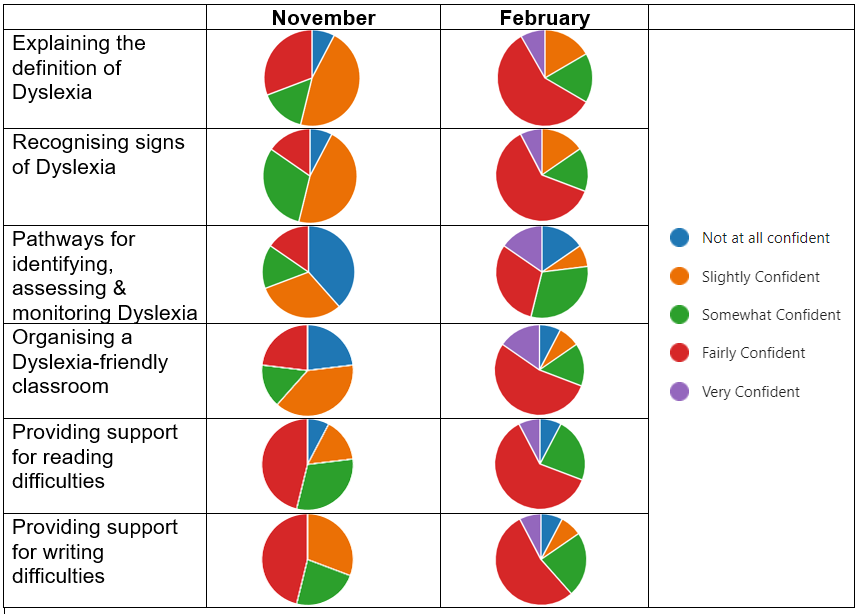 November
February
Explaining the
definition of
Dyslexia
Recognising signs
of Dyslexia
Pathways for
identifying,
assessing &
monitoring Dyslexia
Organising a
Dyslexia-friendly
classroom
Providing support
for reading
difficulties
Providing support
for writing
difficulties
Not at all confident
Slightly Confident
Somewhat Confident
Fairly Confident
Very Confident